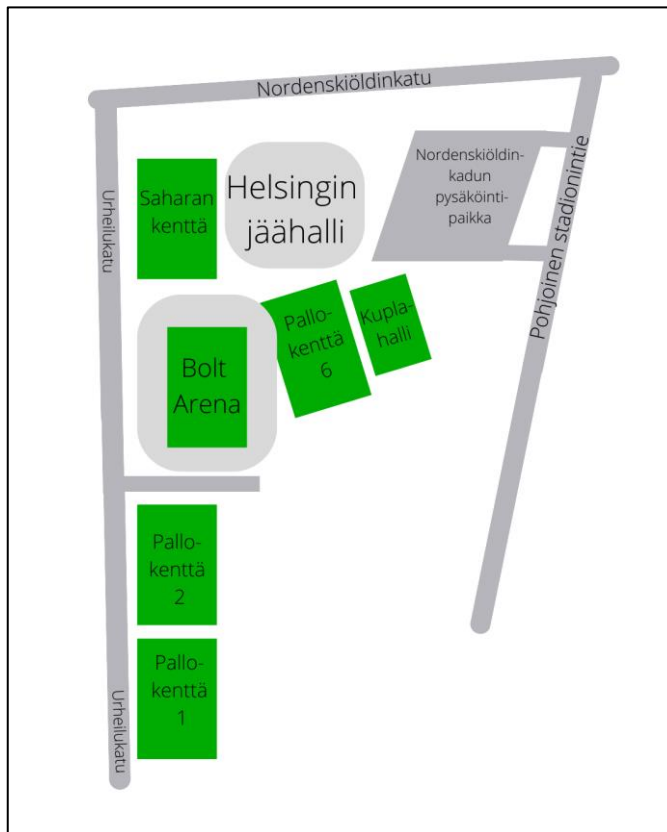 Nordenskiöldinkatu
Urheilukatu
Saharan
kenttä
Helsingin
jäähalli
Nordenskiöldin-
kadun
pysäköinti-
paikka
Pohjoinen stadionintie
Bolt
Arena
Pallo-
kenttä
6
Kupla-
halli
Pallo-
kenttä
2
Pallo-
kenttä
1
Urheilukatu